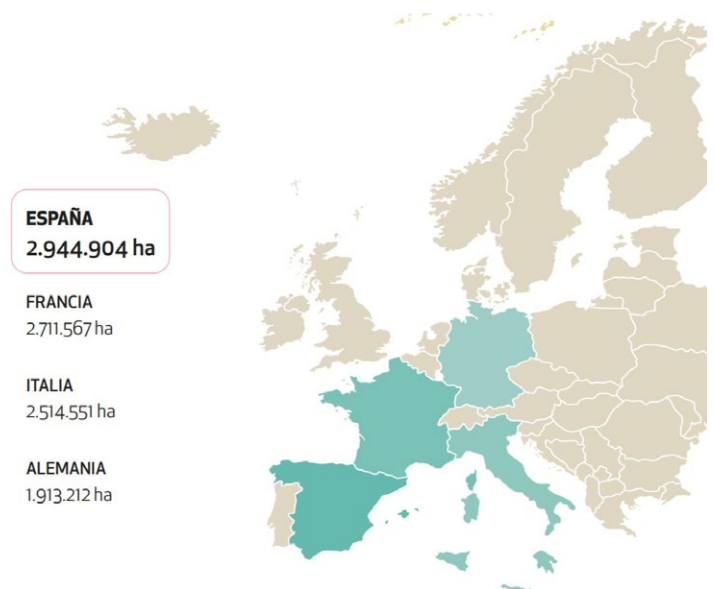 ESPAÑA
2.944.904 ha
FRANCIA
2.711.567 ha
ITALIA
2.514.551 ha
ALEMANIA
1.913.212 ha